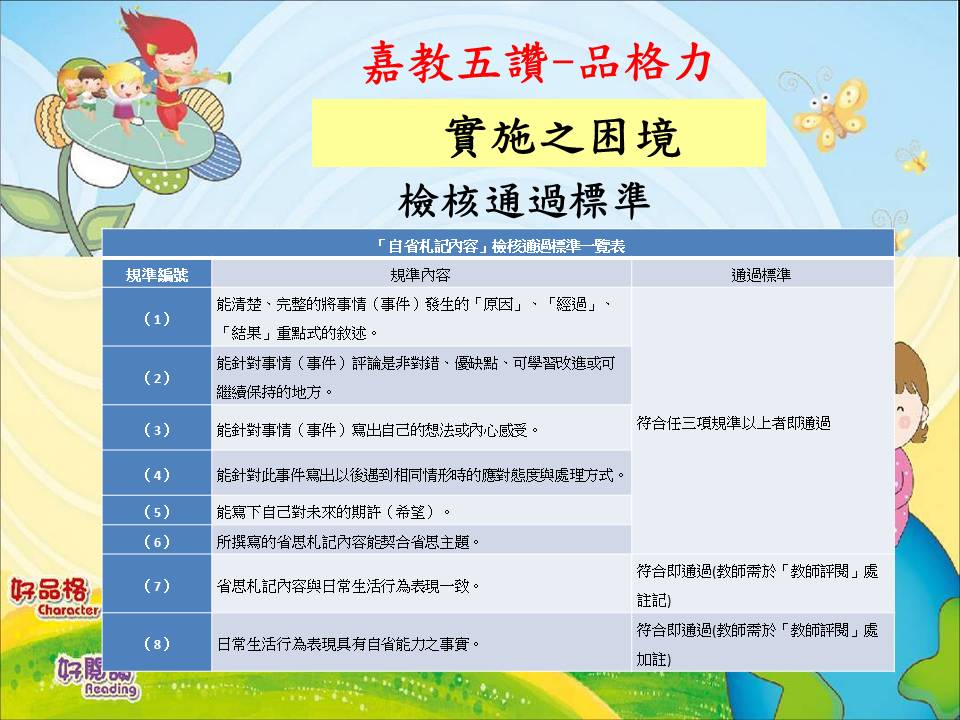 嘉教五讚-品格力
實施之困境
檢核通過標準
「自省札記內容」檢核通過標準一覽表
規準編號 規準內容 通過標準
（1） 能清楚、完整的將事情（事件）發生的「原因」、「經過」、
「結果」重點式的敘述。
（2） 能針對事情（事件）評論是非對錯、優缺點、可學習改進或可
繼續保持的地方。
（3） 能針對事情（事件）寫出自己的想法或內心感受。
符合任三項規準以上者即通過
（4） 能針對此事件寫出以後遇到相同情形時的應對態度與處理方式。
（5） 能寫下自己對未來的期許（希望）。
（6） 所撰寫的省思札記內容能契合省思主題。
（7） 省思札記內容與日常生活行為表現一致。
符合即通過(教師需於「教師評閱」處
註記)
（8） 日常生活行為表現具有自省能力之事實。
符合即通過(教師需於「教師評閱」處
加註)
好品格
Character
好閱讀
Reading